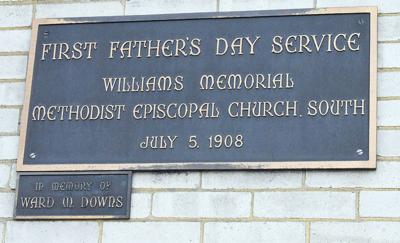 FIRST FATHER'S DAY SERVICE
WILLIAMS MEMORIAL
METHODIST EPISCOPAL CHURCH, SOUTH
JULY 5, 1908
IN MEMORY OF
WARD M. DOWNS